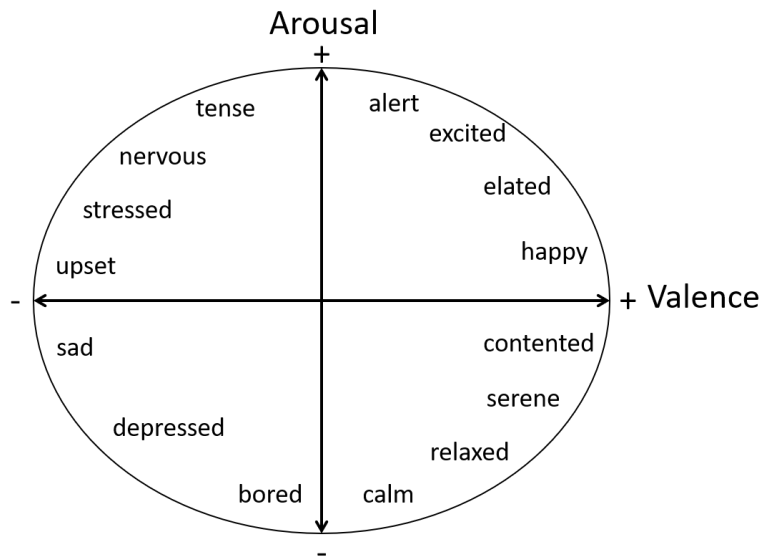 Arousal
+
tense
alert
excited
nervous
elated
stressed
happy
upset
-
+ Valence
sad
contented
serene
depressed
relaxed
bored
calm
-